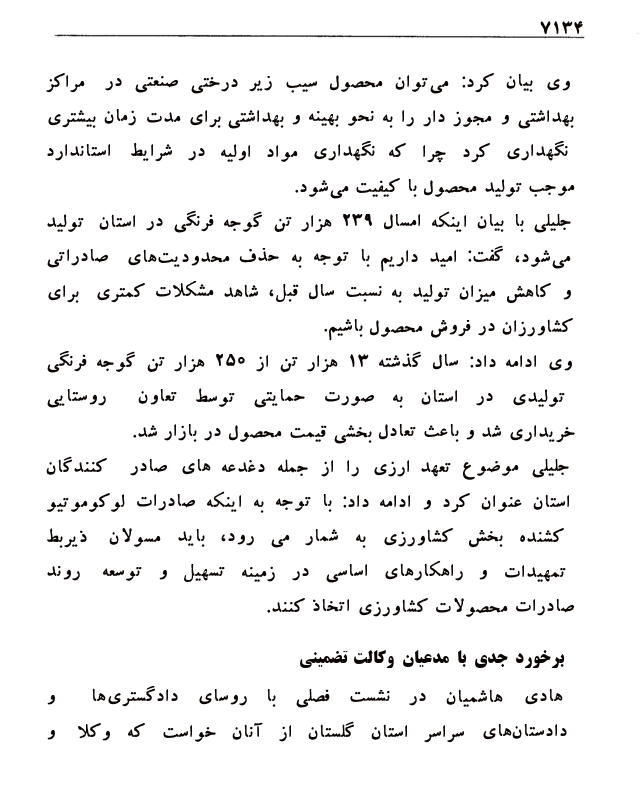 ۷۱۳۴
وی بیان کرد: می‌توان محصول سیب زیر درختی صنعتی در مراکز
بهداشتی و مجوز دار را به نحو بهینه و بهداشتی برای مدت زمان بیشتری
نگهداری کرد چرا که نگهداری مواد اولیه در شرایط استاندارد
موجب تولید محصول با کیفیت می‌شود.
جلیلی با بیان اینکه امسال ۲۳۹ هزار تن گوجه فرنگی در استان تولید
می‌شود، گفت: امید داریم با توجه به حذف محدودیت‌های صادراتی
و کاهش میزان تولید به نسبت سال قبل، شاهد مشکلات کمتری برای
کشاورزان در فروش محصول باشیم.
وی ادامه داد: سال گذشته ۱۳ هزار تن از ۲۵۰ هزار تن گوجه فرنگی
تولیدی در استان به صورت حمایتی توسط تعاون روستایی
خریداری شد و باعث تعادل بخشی قیمت محصول در بازار شد.
جلیلی موضوع تعهد ارزی را از جمله دغدغه های صادر کنندگان
استان عنوان کرد و ادامه داد: با توجه به اینکه صادرات لوکوموتیو
کشنده بخش کشاورزی به شمار می رود، باید مسولان ذیربط
تمهیدات و راهکارهای اساسی در زمینه تسهیل و توسعه روند
صادرات محصولات کشاورزی اتخاذ کنند.
برخورد جدی با مدعیان وکالت تضمینی
هادی هاشمیان در نشست فصلی با روسای دادگستری‌ها و
دادستان‌های سراسر استان گلستان از آنان خواست که وکلا و